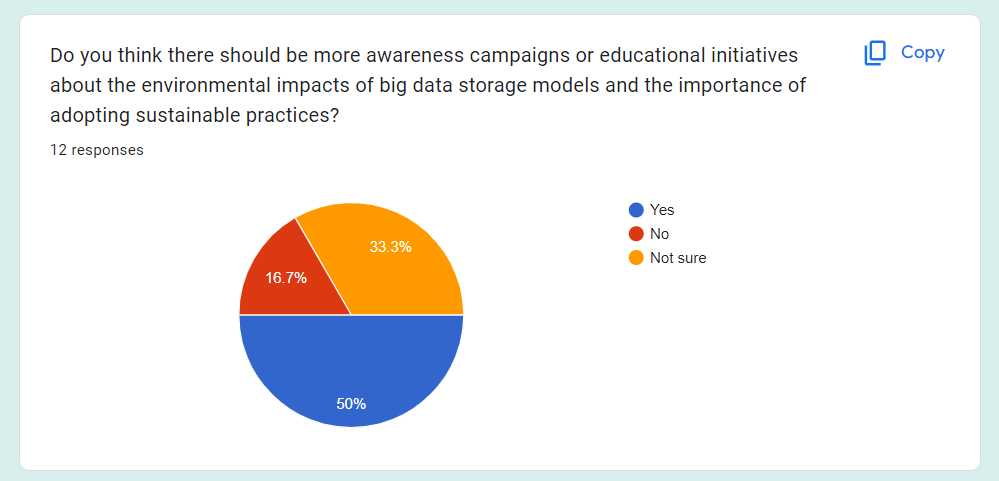 Do you think there should be more awareness campaigns or educational initiatives
about the environmental impacts of big data storage models and the importance of
adopting sustainable practices?
Copy
12 responses
Yes
No
Not sure
33.3%
16.7%
50%